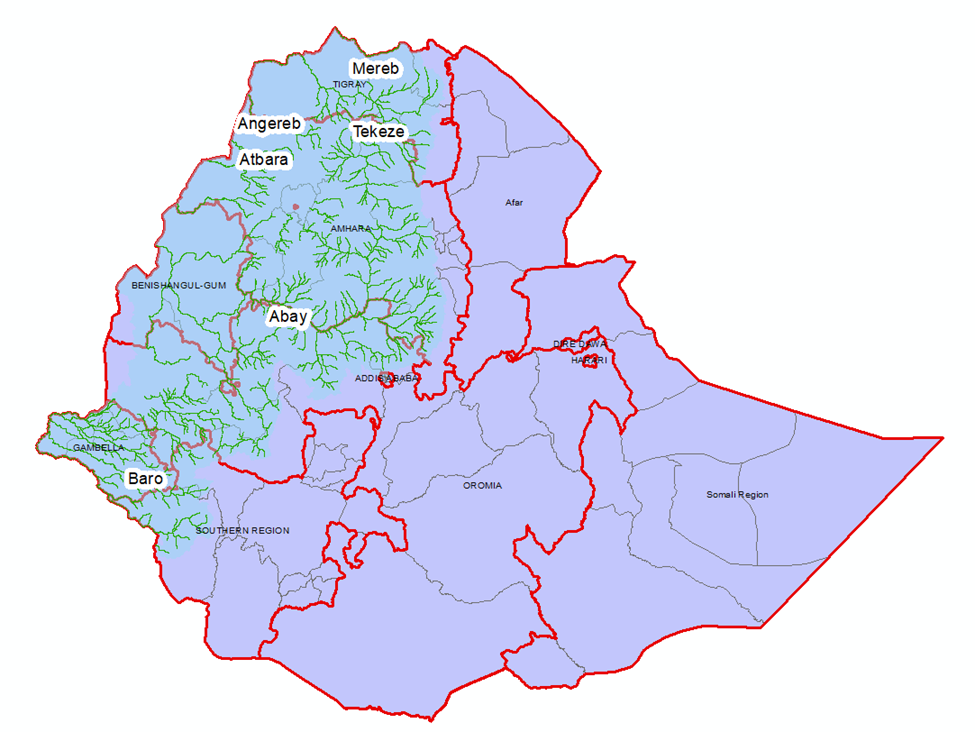 Mereb
TIGRAY
Angereb
Tekeze
Atbara
Afar
AMHARA
BENISHANGUL-GUM
Abay
DIRE DAWA
HARARI
ADDIS ABABA
GAMBELLA
Baro
OROMIA
Somali Region
SOUTHERN REGION